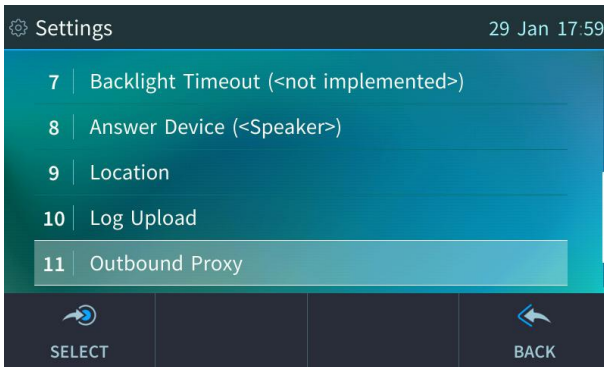 Settings 29 Jan 17:59
7 Backlight Timeout (<not implemented>)
8 Answer Device (<Speaker>)
9 Location
10 Log Upload
11 Outbound Proxy
SELECT BACK